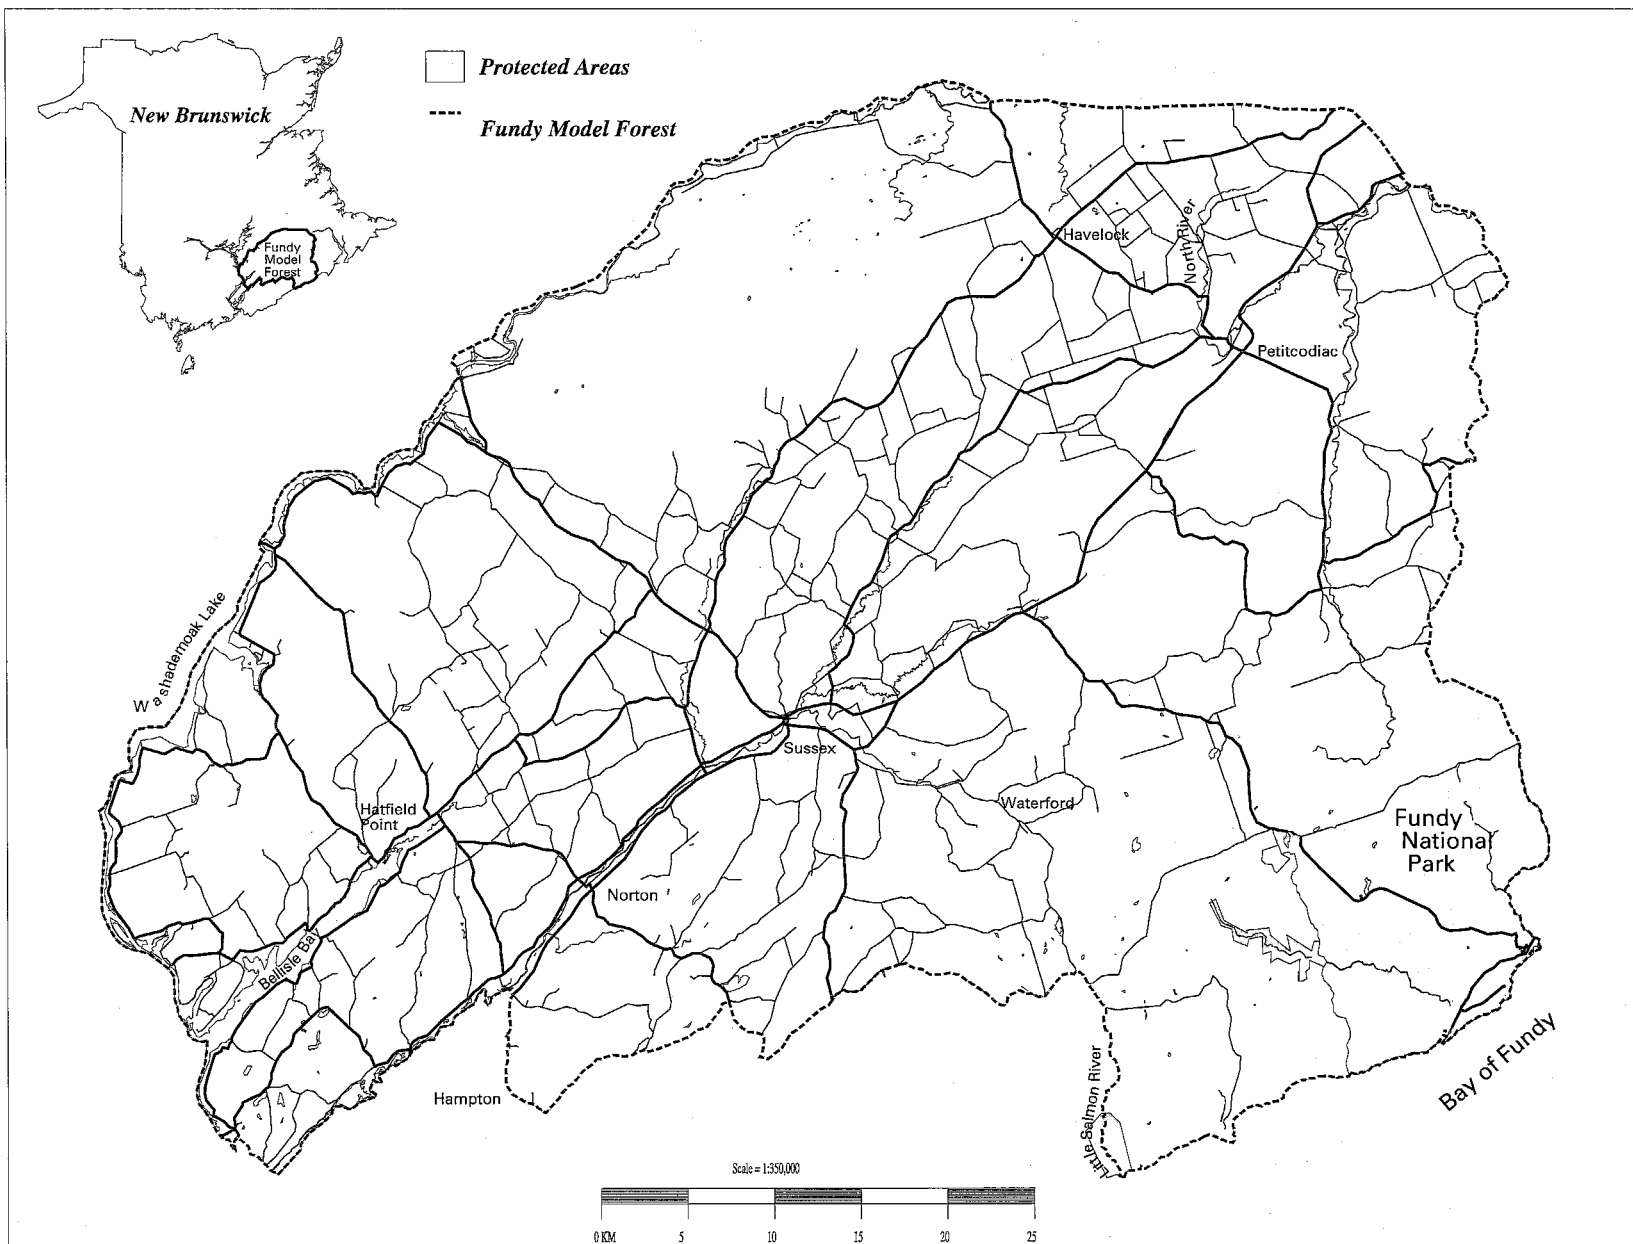 New Brunswick
Fundy
Model
Forest
Protected Areas
Fundy Model Forest
Havelock
North River
Petitcodiac
Washademoak Lake
Sussex
Hatfield
Point
Waterford
Fundy
National
Park
Norton
Bellisle Bay
Hampton
Little Salmon River
Bay of Fundy
Scale = 1:350,000
0 KM 5 10 15 20 25